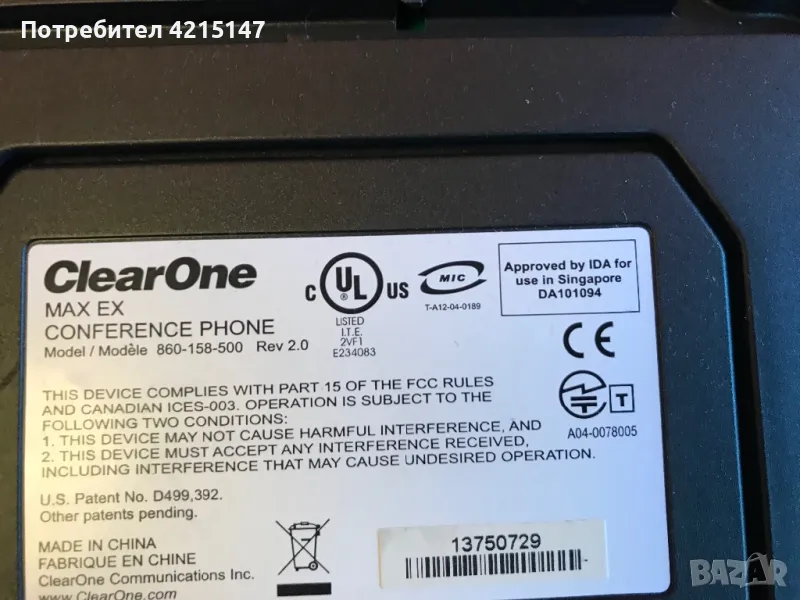 Потребител 4215147
ClearOne
MAX EX
CONFERENCE PHONE
Model / Modèle 860-158-500 Rev 2.0
C UL US
®
LISTED
I.T.E.
2VF1
E234083
MIC
T-A12-04-0189
Approved by IDA for
use in Singapore
DA101094
CE
T
A04-0078005
THIS DEVICE COMPLIES WITH PART 15 OF THE FCC RULES
AND CANADIAN ICES-003. OPERATION IS SUBJECT TO THE
FOLLOWING TWO CONDITIONS:
1. THIS DEVICE MAY NOT CAUSE HARMFUL INTERFERENCE, AND
2. THIS DEVICE MUST ACCEPT ANY INTERFERENCE RECEIVED,
INCLUDING INTERFERENCE THAT MAY CAUSE UNDESIRED OPERATION.
U.S. Patent No. D499,392.
Other patents pending.
MADE IN CHINA
FABRIQUE EN CHINE
ClearOne Communications Inc.
www.ClearOne.com
13750729
BAZAR